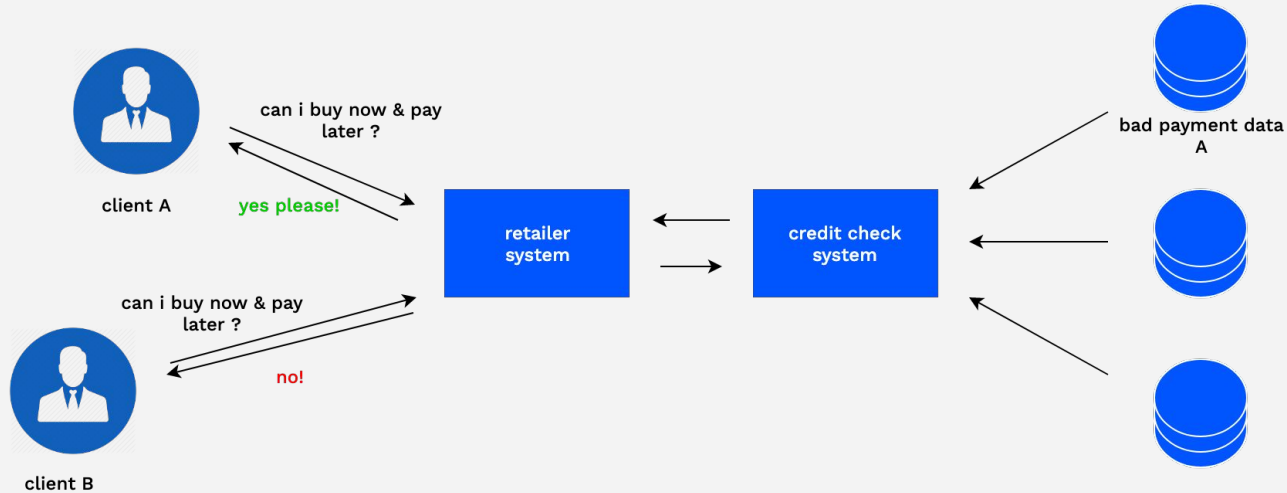 can i buy now & pay
later ?
client A
yes please!
can i buy now & pay
later ?
no!
client B
retailer
system
credit check
system
bad payment data
A